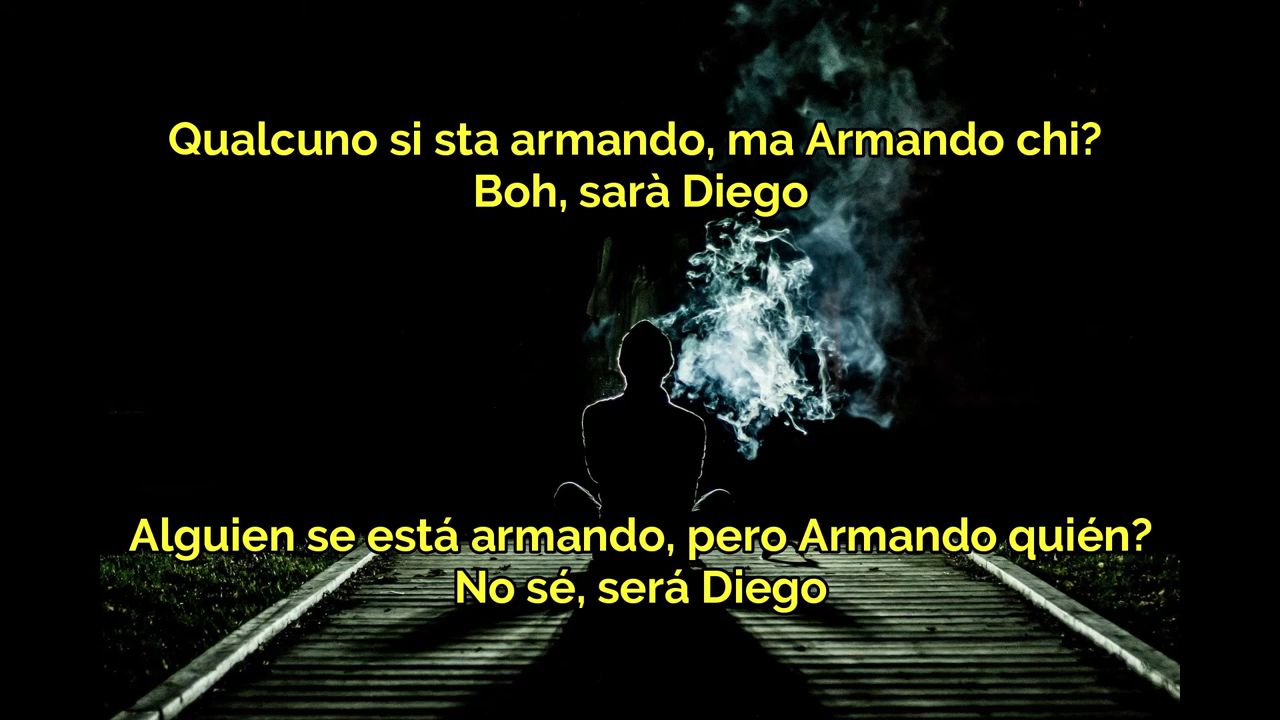 Qualcuno si sta armando, ma Armando chi?
Boh, sarà Diego
Alguien se está armando, pero Armando quién?
No sé, será Diego